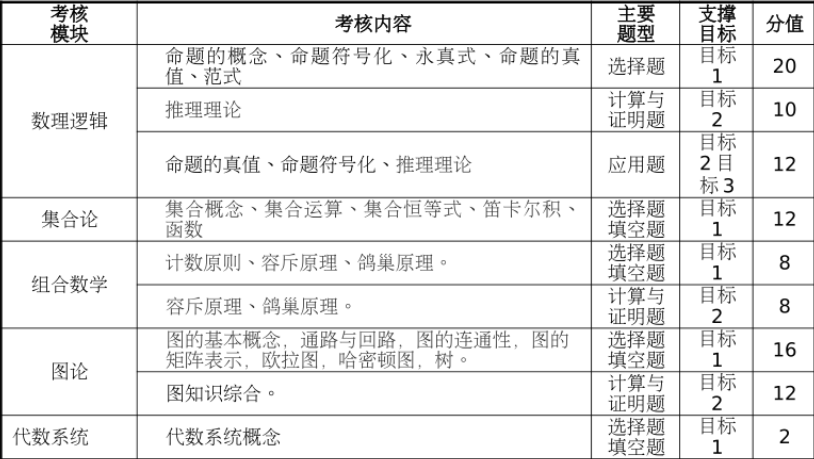 考核
模块
考核内容
主要
题型
支撑
目标
分值
数理逻辑
命题的概念、命题符号化、永真式、命题的真
值、范式
选择题
目标
1
20
推理理论
计算与
证明题
目标
2
10
命题的真值、命题符号化、推理理论
应用题
目标
2 目
标 3
12
集合论
集合概念、集合运算、集合恒等式、笛卡尔积、
函数
选择题
填空题
目标
1
12
组合数学
计数原则、容斥原理、鸽巢原理。
选择题
填空题
目标
1
8
容斥原理、鸽巢原理。
计算与
证明题
目标
2
8
图论
图的基本概念，通路与回路，图的连通性，图的
矩阵表示，欧拉图，哈密顿图，树。
选择题
填空题
目标
1
16
图知识综合。
计算与
证明题
目标
2
12
代数系统
代数系统概念
选择题
填空题
目标
1
2